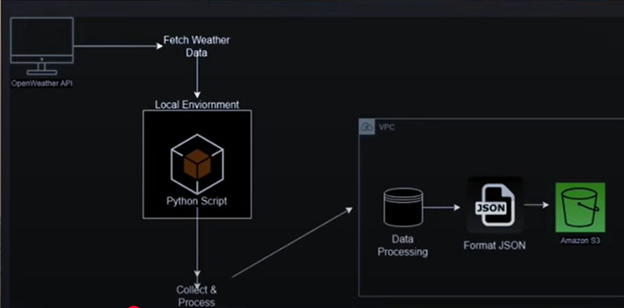 OpenWeather API
Fetch Weather
Data
Local Enviornment
Python Script
Collect &
Process
VPC
Data
Processing
JSON
Format JSON
Amazon S3